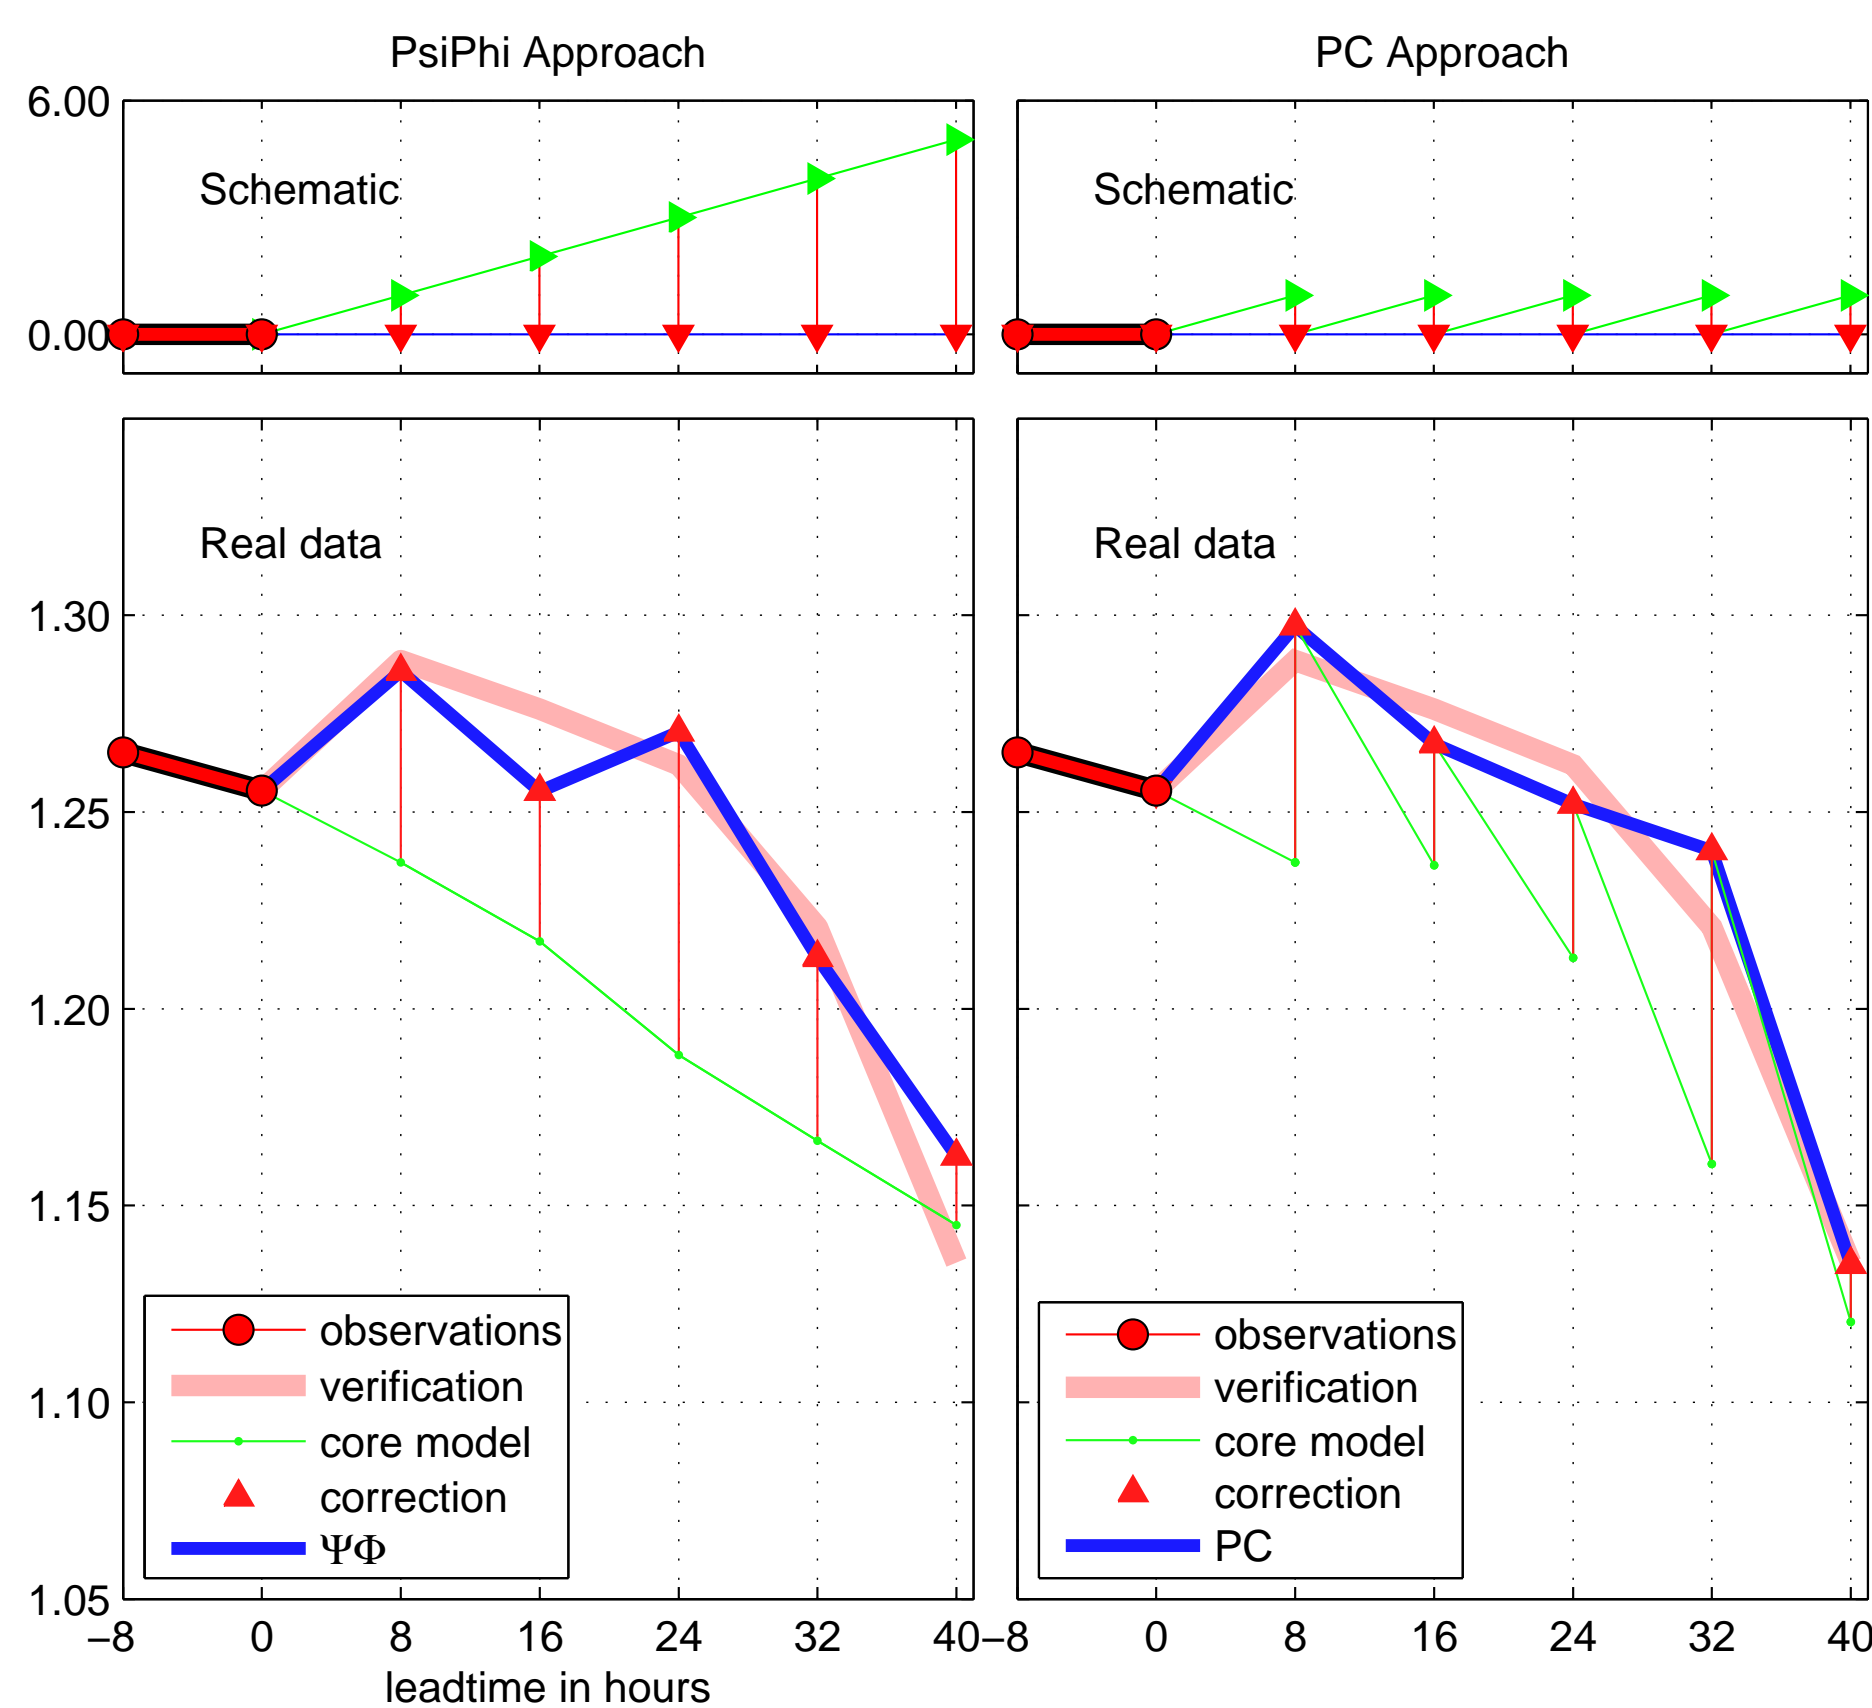 PsiPhi Approach
PC Approach
6.00
0.00
Schematic
Schematic
Real data
Real data
1.30
1.25
1.20
1.15
1.10
1.05
observations
verification
core model
correction
ΨΦ
observations
verification
core model
correction
PC
−8 0 8 16 24 32 40
−8 0 8 16 24 32 40
leadtime in hours